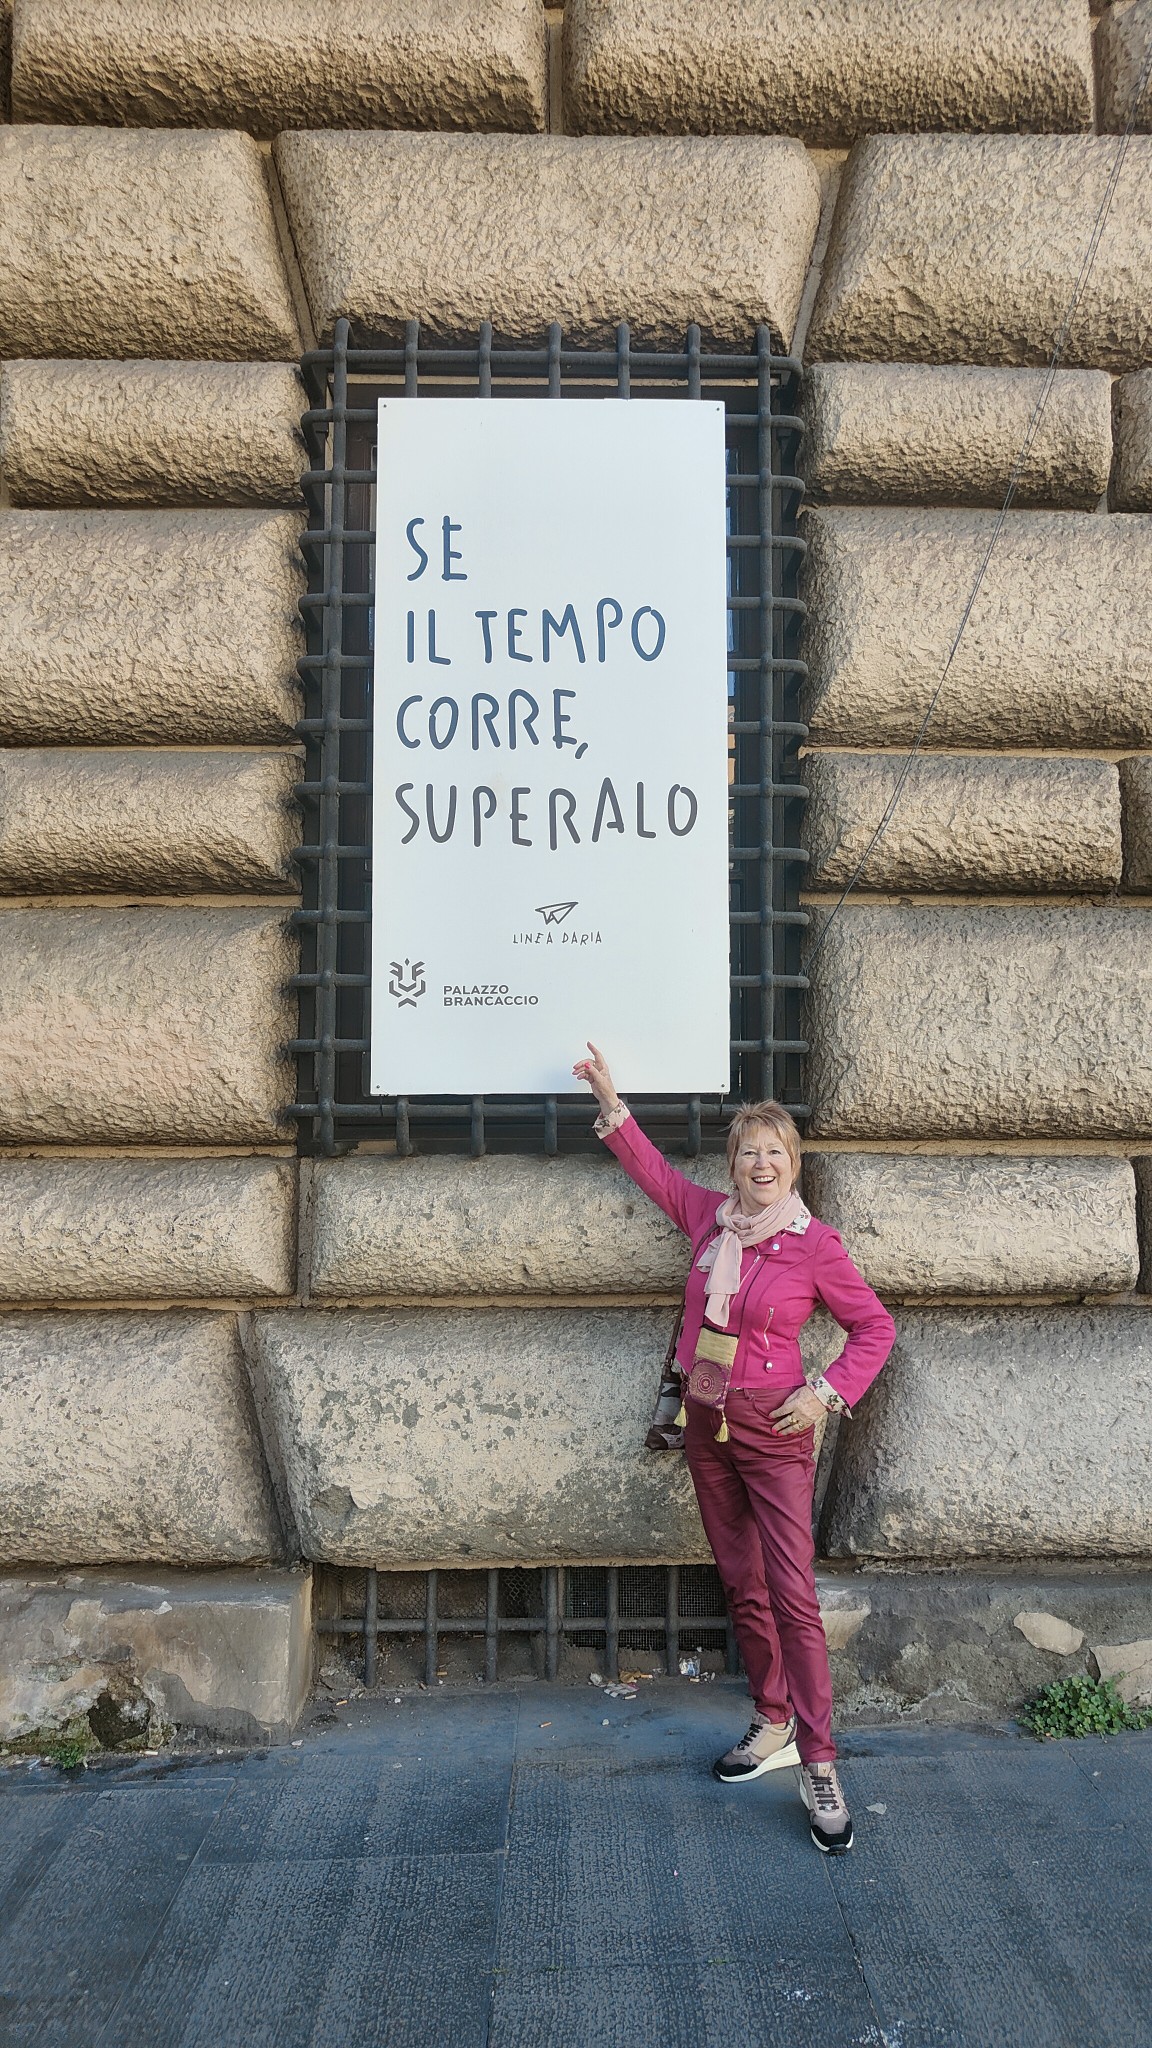 SE
IL TEMPO
CORRE,
SUPERALO
LINEA DARIA
PALAZZO
BRANCACCIO